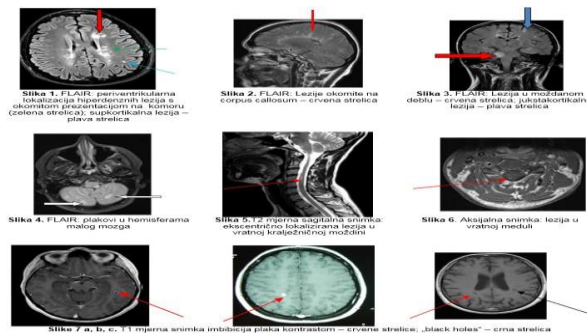 Slika 1. FLAIR: periventrikularna
lokalizacija hiperdenznih lezija s
okomitom prezentacijom na komoru
(zelena strelica); supkortikalna lezija –
plava strelica
Slika 2. FLAIR: Lezije okomite na
corpus callosum – crvena strelica
Slika 3. FLAIR: Lezija u moždanom
deblu – crvena strelica; jukstakortikalna
lezija – plava strelica
Slika 4. FLAIR: plakovi u hemisferama
malog mozga
Slika 5.T2 mjerna sagitalna snimka:
ekscentrično lokalizirana lezija u
vratnoj kralježničnoj moždini
Slika 6. Aksijalna snimka: lezija u
vratnoj meduli
Slike 7 a, b, c. T1 mjerna snimka imbibicija plaka kontrastom – crvene strelice; „black holes“ – crna strelica